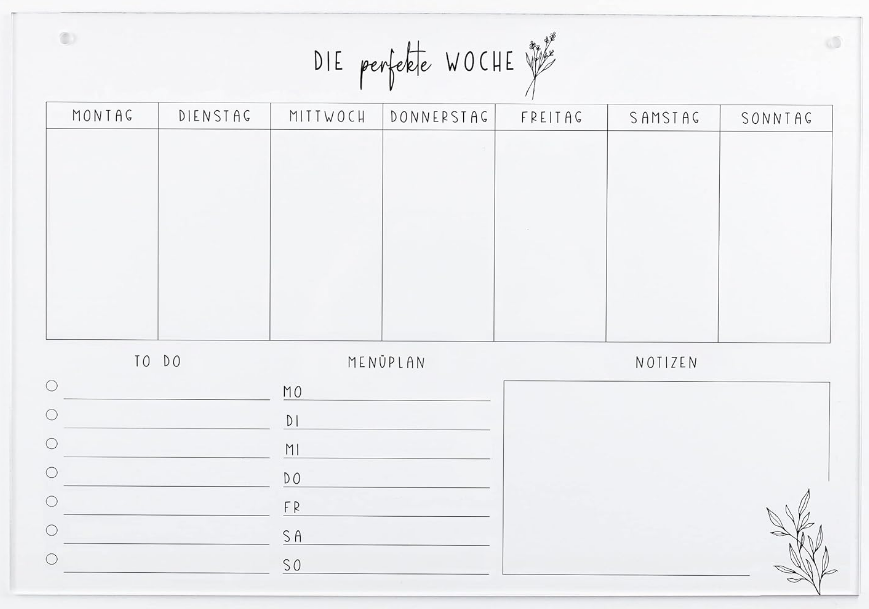 DIE perfekte WOCHE
MONTAG DIENSTAG MITTWOCH DONNERSTAG FREITAG SAMSTAG SONNTAG
TO DO MENÜPLAN NOTIZEN
MO
DI
MI
DO
FR
SA
SO